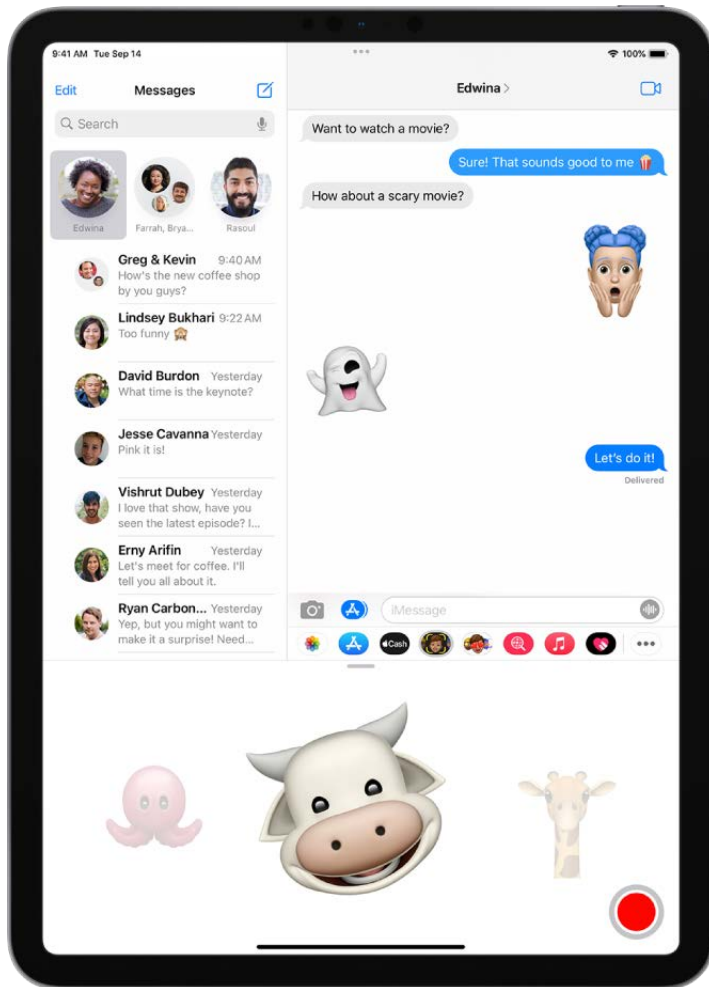 9:41 AM Tue Sep 14
100%
Edit
Messages
Search
Edwina
Farrah, Brya...
Rasoul
Greg & Kevin 9:40 AM
How's the new coffee shop
by you guys?
Lindsey Bukhari 9:22 AM
Too funny 🙈
David Burdon Yesterday
What time is the keynote?
Jesse Cavanna Yesterday
Pink it is!
Vishrut Dubey Yesterday
I love that show, have you
seen the latest episode? I...
Erny Arifin Yesterday
Let's meet for coffee. I'll
tell you all about it.
Ryan Carbon... Yesterday
Yep, but you might want to
make it a surprise! Need...
Edwina >
Want to watch a movie?
Sure! That sounds good to me 🍿
How about a scary movie?
Let's do it!
Delivered
iMessage
Cash